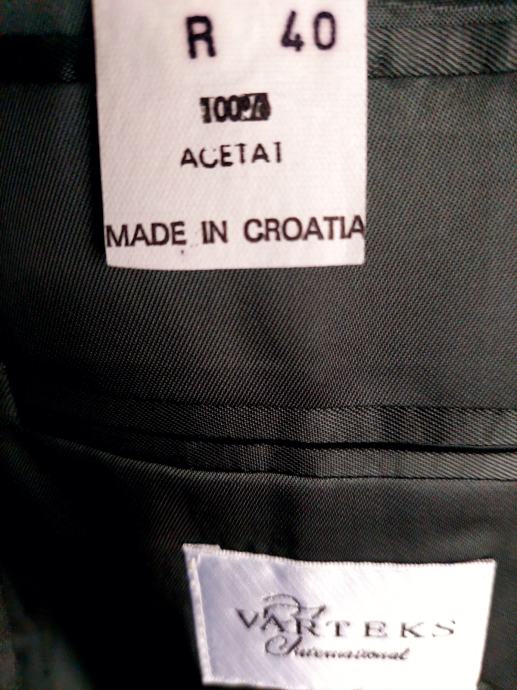 R 40
100%
ACETAT
MADE IN CROATIA
VARTEKS
International